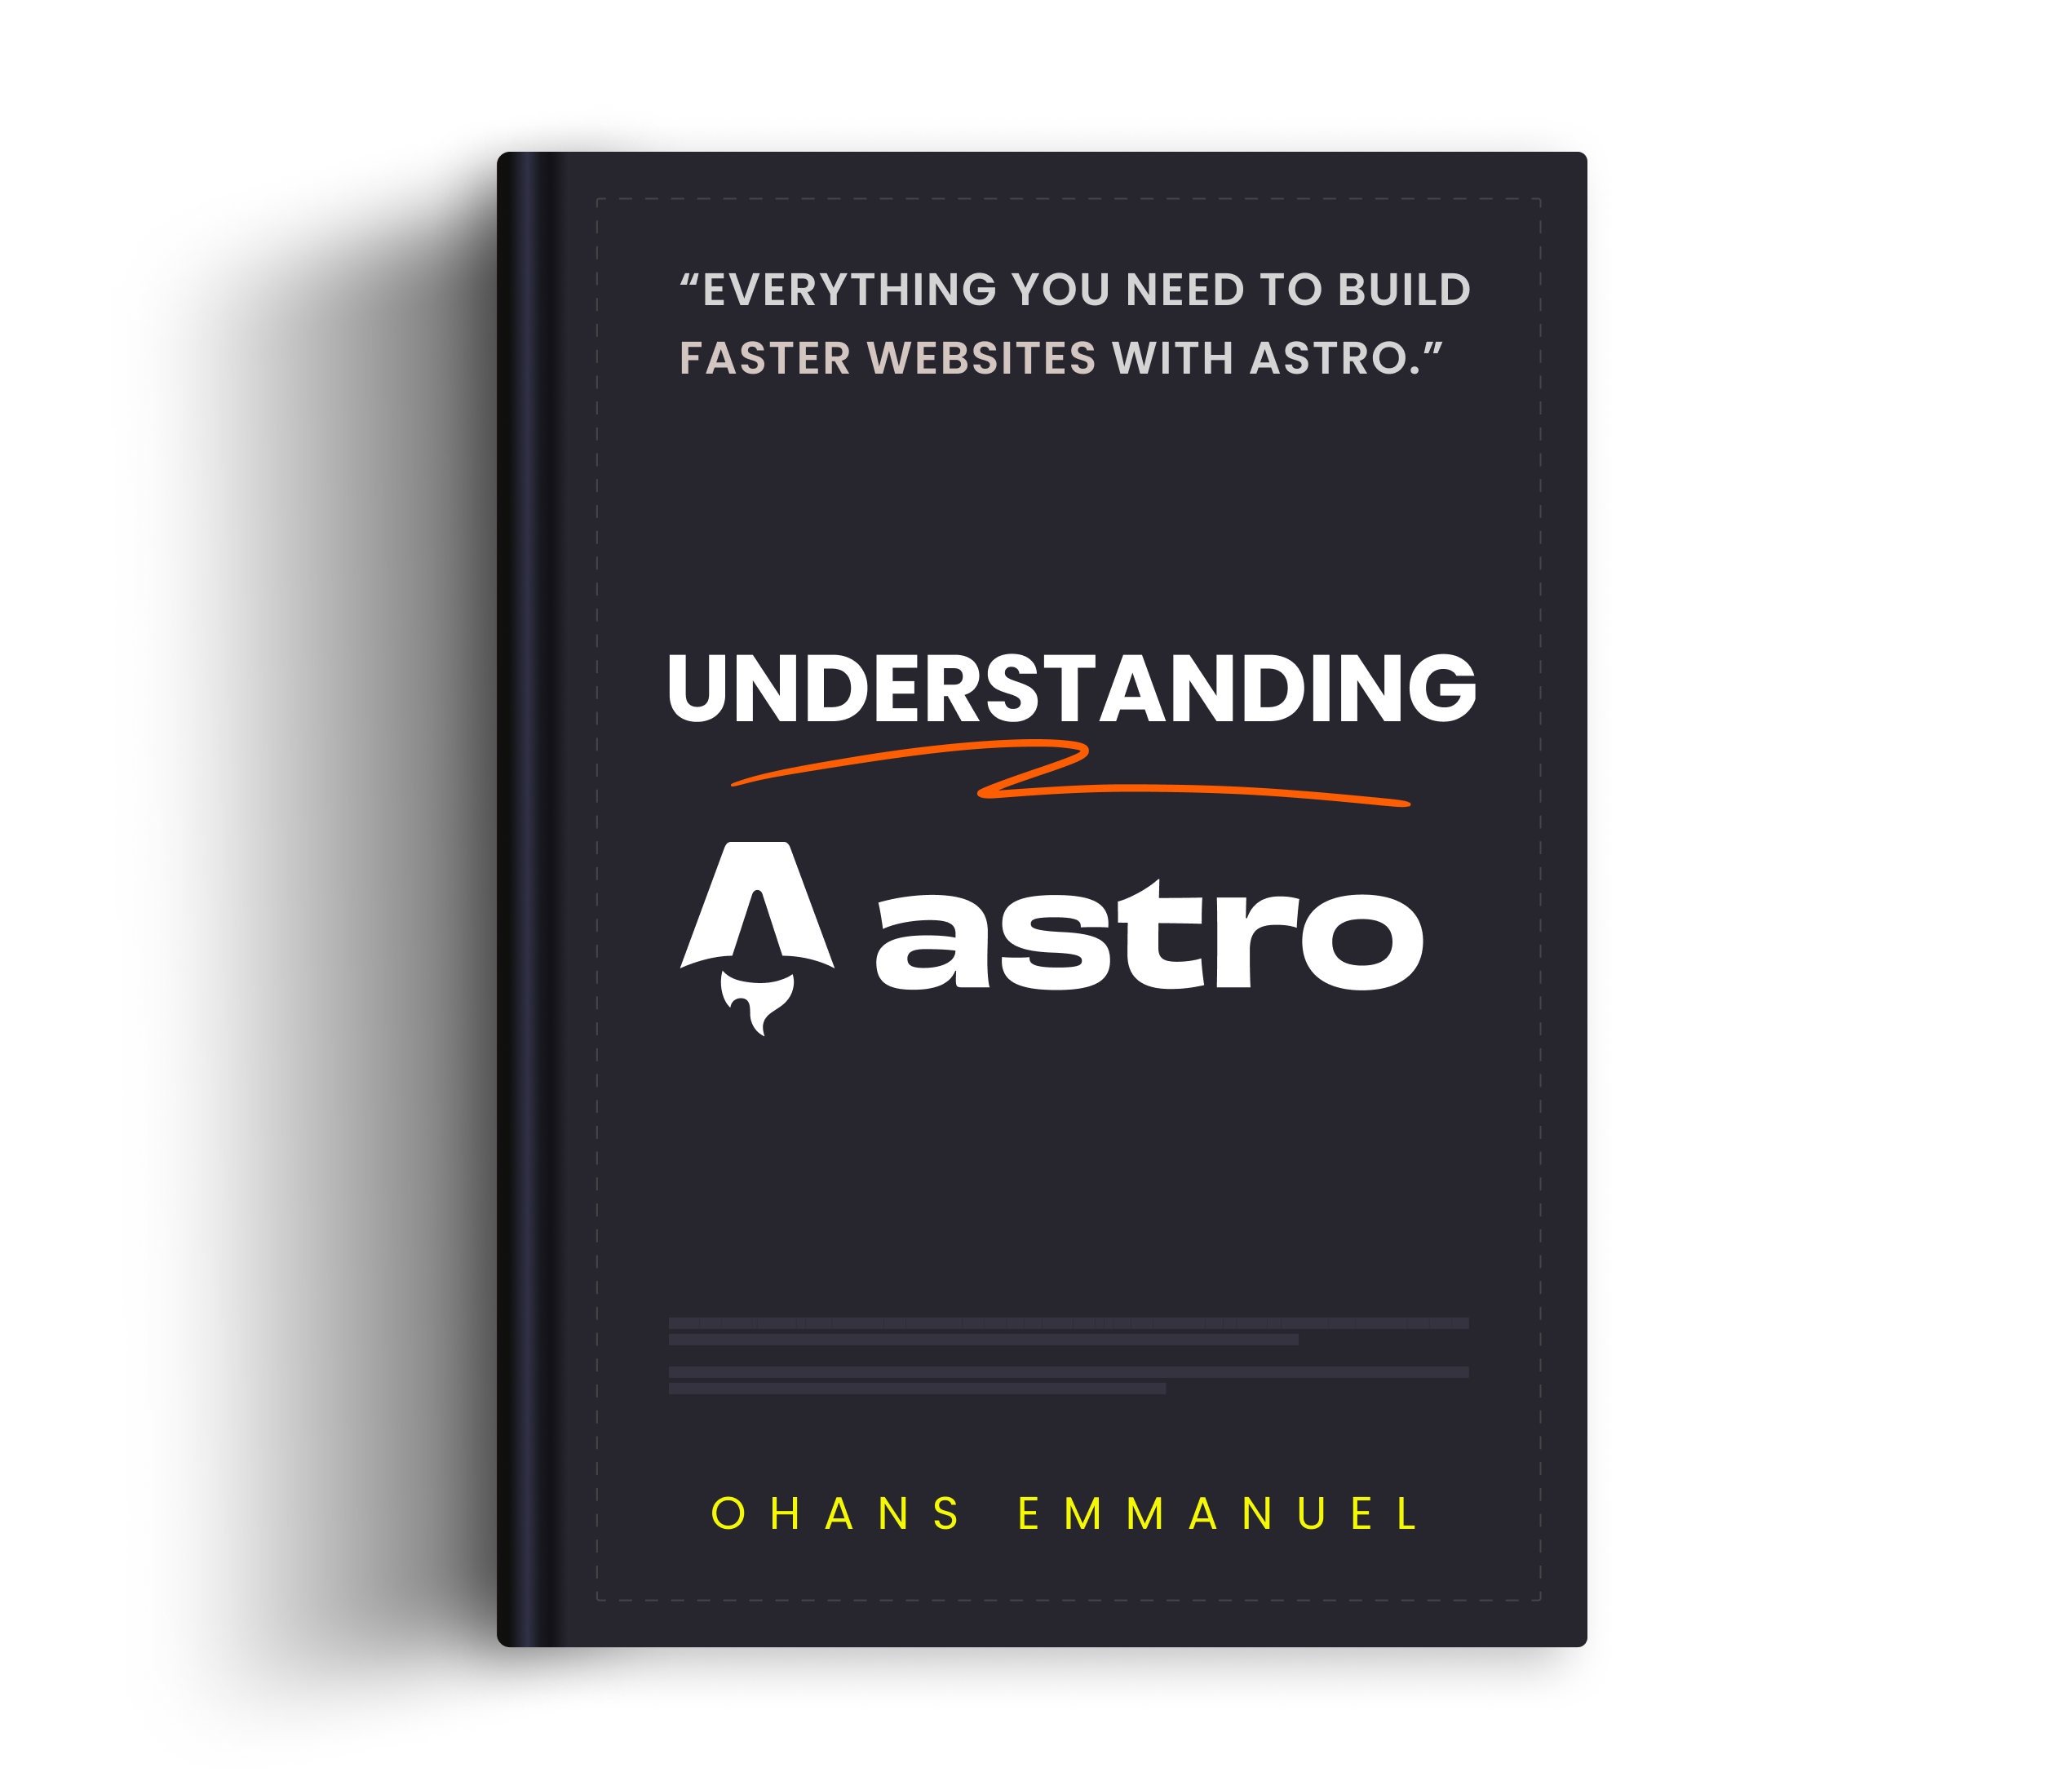 “EVERYTHING YOU NEED TO BUILD
FASTER WEBSITES WITH ASTRO.”
UNDERSTANDING
astro
OHANS EMMANUEL